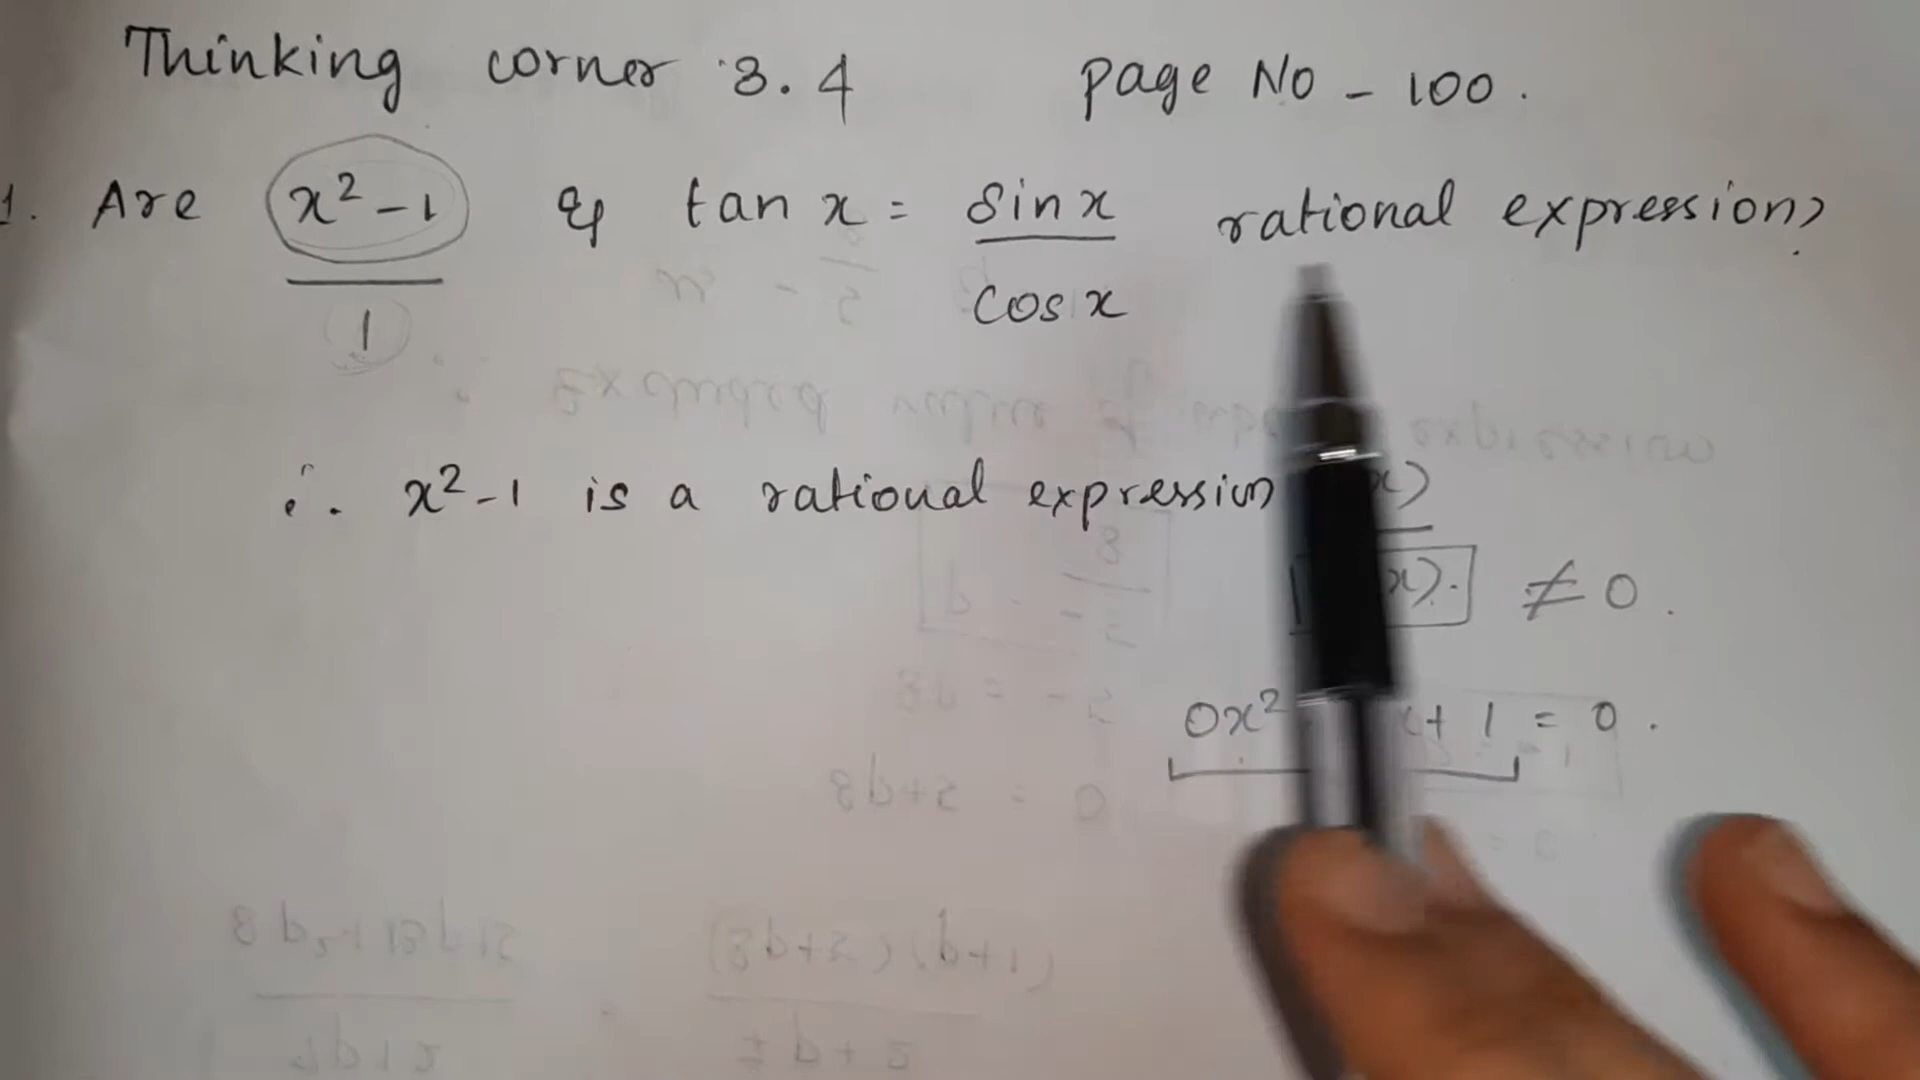 Thinking corner 3.4 page No - 100.
1. Are x² - 1 & tan x = sin x rational expression?
1 cos x
∴ x² - 1 is a rational expression x)
x). ≠ 0.
0x² x + 1 = 0.